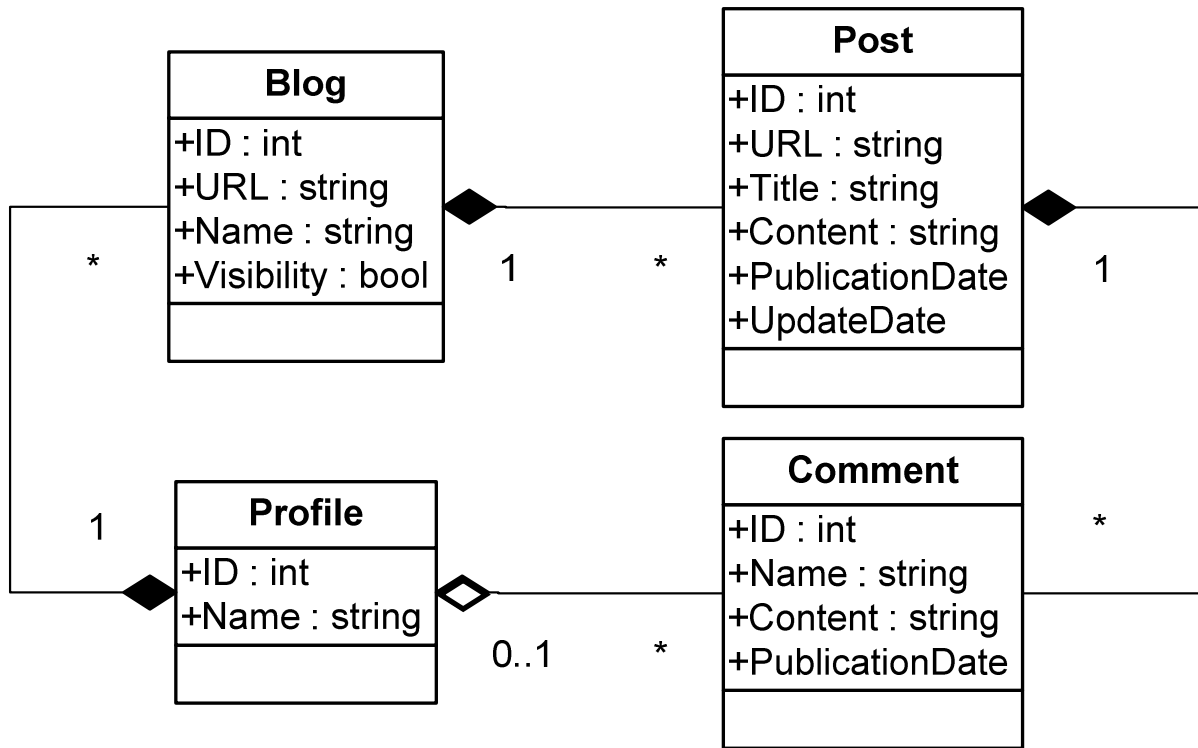 Blog
+ID : int
+URL : string
+Name : string
+Visibility : bool
Post
+ID : int
+URL : string
+Title : string
+Content : string
+PublicationDate
+UpdateDate
*
1
*
1
Profile
+ID : int
+Name : string
Comment
+ID : int
+Name : string
+Content : string
+PublicationDate
1
*
0..1
*